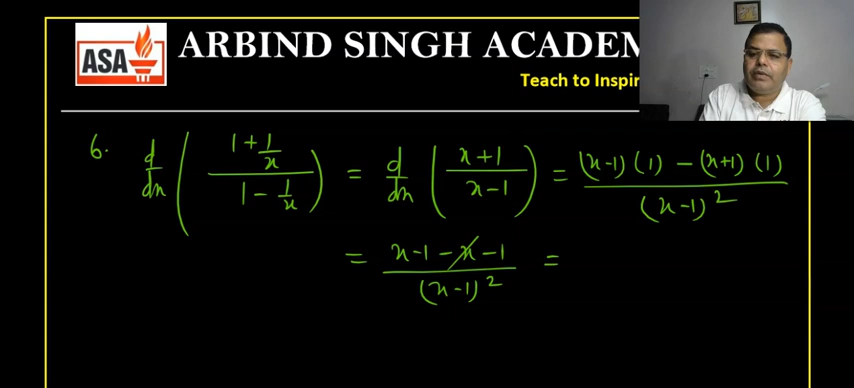 ASA
ARBIND SINGH ACADEM
Teach to Inspir
6. d/dx ( (1 + 1/x) / (1 - 1/x) ) = d/dx ( (x+1) / (x-1) ) = ((x-1) (1) - (x+1) (1)) / (x-1)²
= (x-1-x-1) / (x-1)² =